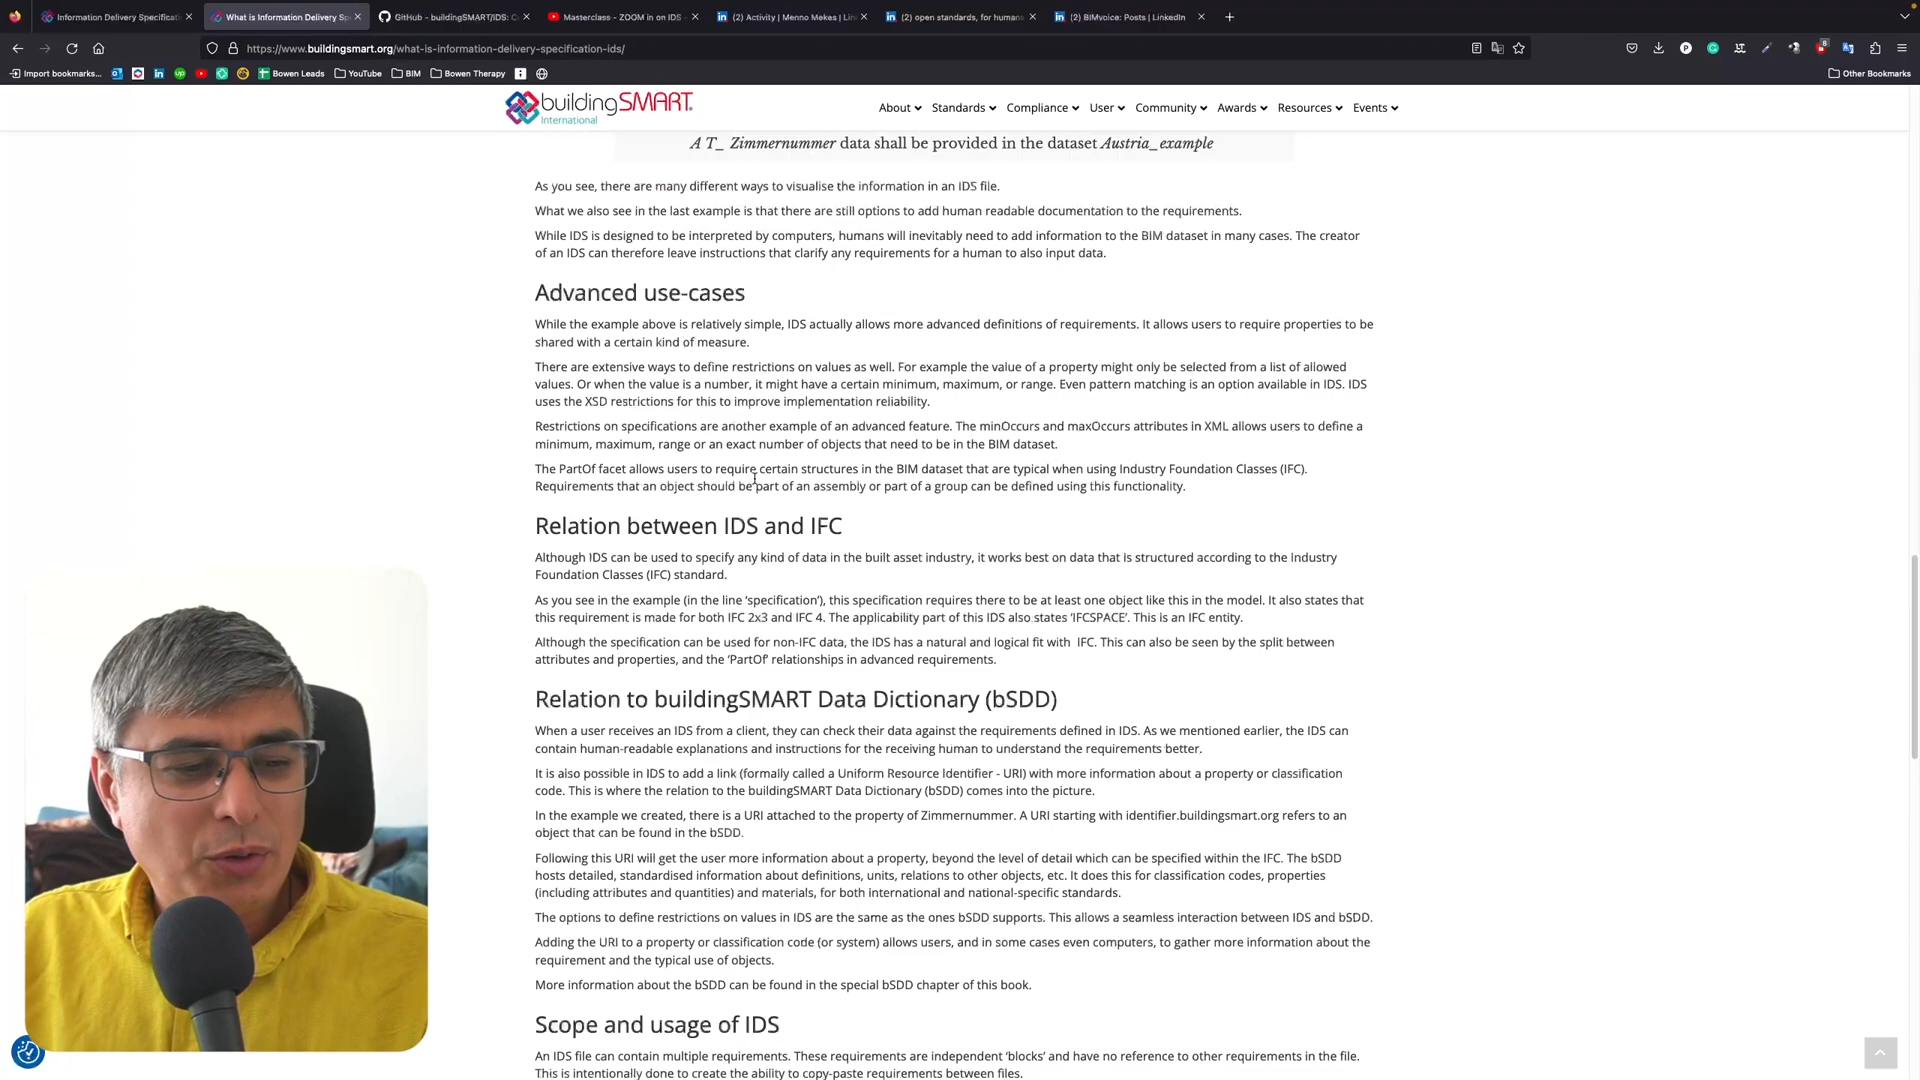 Information Delivery Specificati
What is Information Delivery Sp
GitHub - buildingSMART/IDS: C
Masterclass - ZOOM in on IDS -
(2) Activity | Menno Mekes | Lin
(2) open standards, for humans
(2) BIMvoice: Posts | LinkedIn
https://www.buildingsmart.org/what-is-information-delivery-specification-ids/
Import bookmarks...
Bowen Leads
YouTube
BIM
Bowen Therapy
Other Bookmarks
buildingSMART
International
About
Standards
Compliance
User
Community
Awards
Resources
Events
A T_ Zimmernummer data shall be provided in the dataset Austria_example
As you see, there are many different ways to visualise the information in an IDS file.
What we also see in the last example is that there are still options to add human readable documentation to the requirements.
While IDS is designed to be interpreted by computers, humans will inevitably need to add information to the BIM dataset in many cases. The creator
of an IDS can therefore leave instructions that clarify any requirements for a human to also input data.
Advanced use-cases
While the example above is relatively simple, IDS actually allows more advanced definitions of requirements. It allows users to require properties to be
shared with a certain kind of measure.
There are extensive ways to define restrictions on values as well. For example the value of a property might only be selected from a list of allowed
values. Or when the value is a number, it might have a certain minimum, maximum, or range. Even pattern matching is an option available in IDS. IDS
uses the XSD restrictions for this to improve implementation reliability.
Restrictions on specifications are another example of an advanced feature. The minOccurs and maxOccurs attributes in XML allows users to define a
minimum, maximum, range or an exact number of objects that need to be in the BIM dataset.
The PartOf facet allows users to require certain structures in the BIM dataset that are typical when using Industry Foundation Classes (IFC).
Requirements that an object should be part of an assembly or part of a group can be defined using this functionality.
Relation between IDS and IFC
Although IDS can be used to specify any kind of data in the built asset industry, it works best on data that is structured according to the Industry
Foundation Classes (IFC) standard.
As you see in the example (in the line ‘specification’), this specification requires there to be at least one object like this in the model. It also states that
this requirement is made for both IFC 2x3 and IFC 4. The applicability part of this IDS also states ‘IFCSPACE’. This is an IFC entity.
Although the specification can be used for non-IFC data, the IDS has a natural and logical fit with  IFC. This can also be seen by the split between
attributes and properties, and the ‘PartOf’ relationships in advanced requirements.
Relation to buildingSMART Data Dictionary (bSDD)
When a user receives an IDS from a client, they can check their data against the requirements defined in IDS. As we mentioned earlier, the IDS can
contain human-readable explanations and instructions for the receiving human to understand the requirements better.
It is also possible in IDS to add a link (formally called a Uniform Resource Identifier - URI) with more information about a property or classification
code. This is where the relation to the buildingSMART Data Dictionary (bSDD) comes into the picture.
In the example we created, there is a URI attached to the property of Zimmernummer. A URI starting with identifier.buildingsmart.org refers to an
object that can be found in the bSDD.
Following this URI will get the user more information about a property, beyond the level of detail which can be specified within the IFC. The bSDD
hosts detailed, standardised information about definitions, units, relations to other objects, etc. It does this for classification codes, properties
(including attributes and quantities) and materials, for both international and national-specific standards.
The options to define restrictions on values in IDS are the same as the ones bSDD supports. This allows a seamless interaction between IDS and bSDD.
Adding the URI to a property or classification code (or system) allows users, and in some cases even computers, to gather more information about the
requirement and the typical use of objects.
More information about the bSDD can be found in the special bSDD chapter of this book.
Scope and usage of IDS
An IDS file can contain multiple requirements. These requirements are independent ‘blocks’ and have no reference to other requirements in the file.
This is intentionally done to create the ability to copy-paste requirements between files.